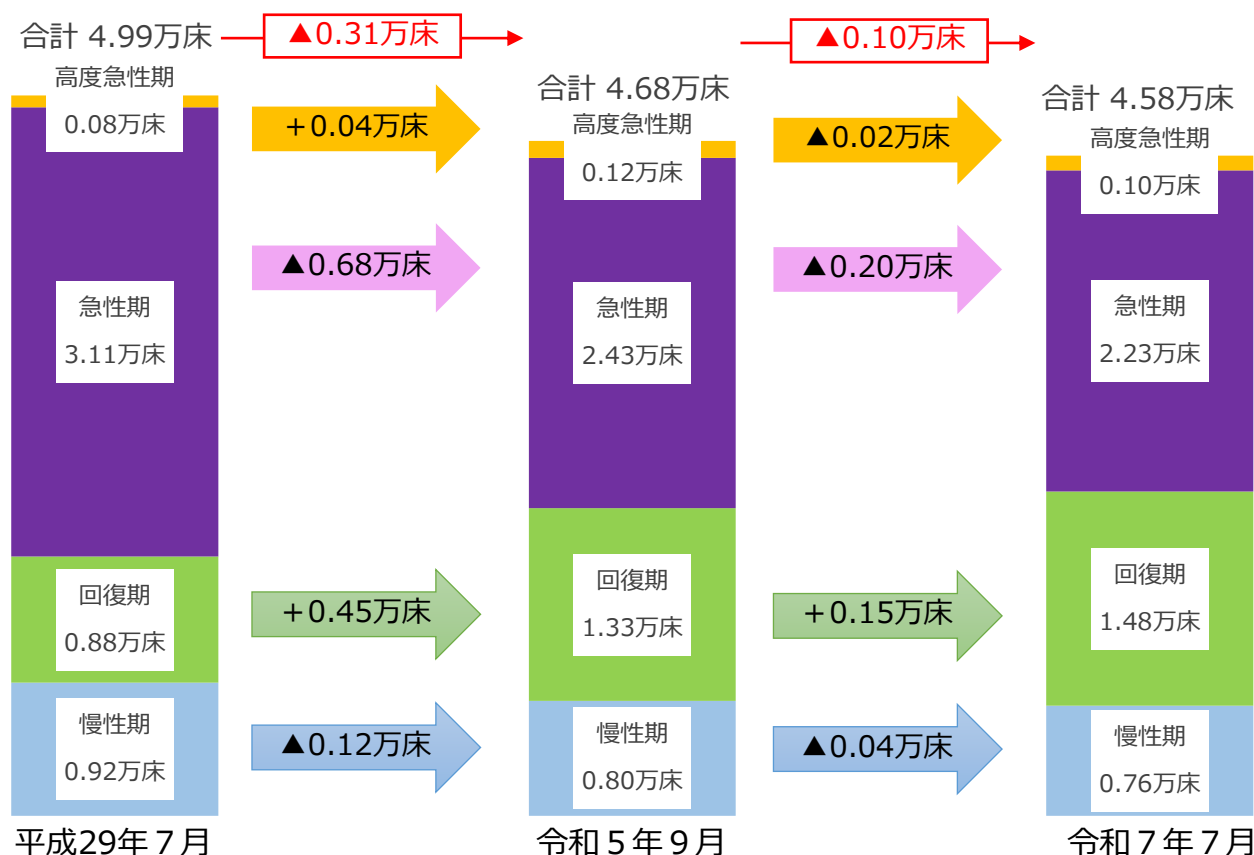 合計 4.99万床
▲0.31万床
▲0.10万床
合計 4.68万床
合計 4.58万床
高度急性期
0.08万床
+0.04万床
高度急性期
0.12万床
▲0.02万床
高度急性期
0.10万床
急性期
3.11万床
▲0.68万床
急性期
2.43万床
▲0.20万床
急性期
2.23万床
回復期
0.88万床
+0.45万床
回復期
1.33万床
+0.15万床
回復期
1.48万床
慢性期
0.92万床
▲0.12万床
慢性期
0.80万床
▲0.04万床
慢性期
0.76万床
平成29年7月
令和5年9月
令和7年7月